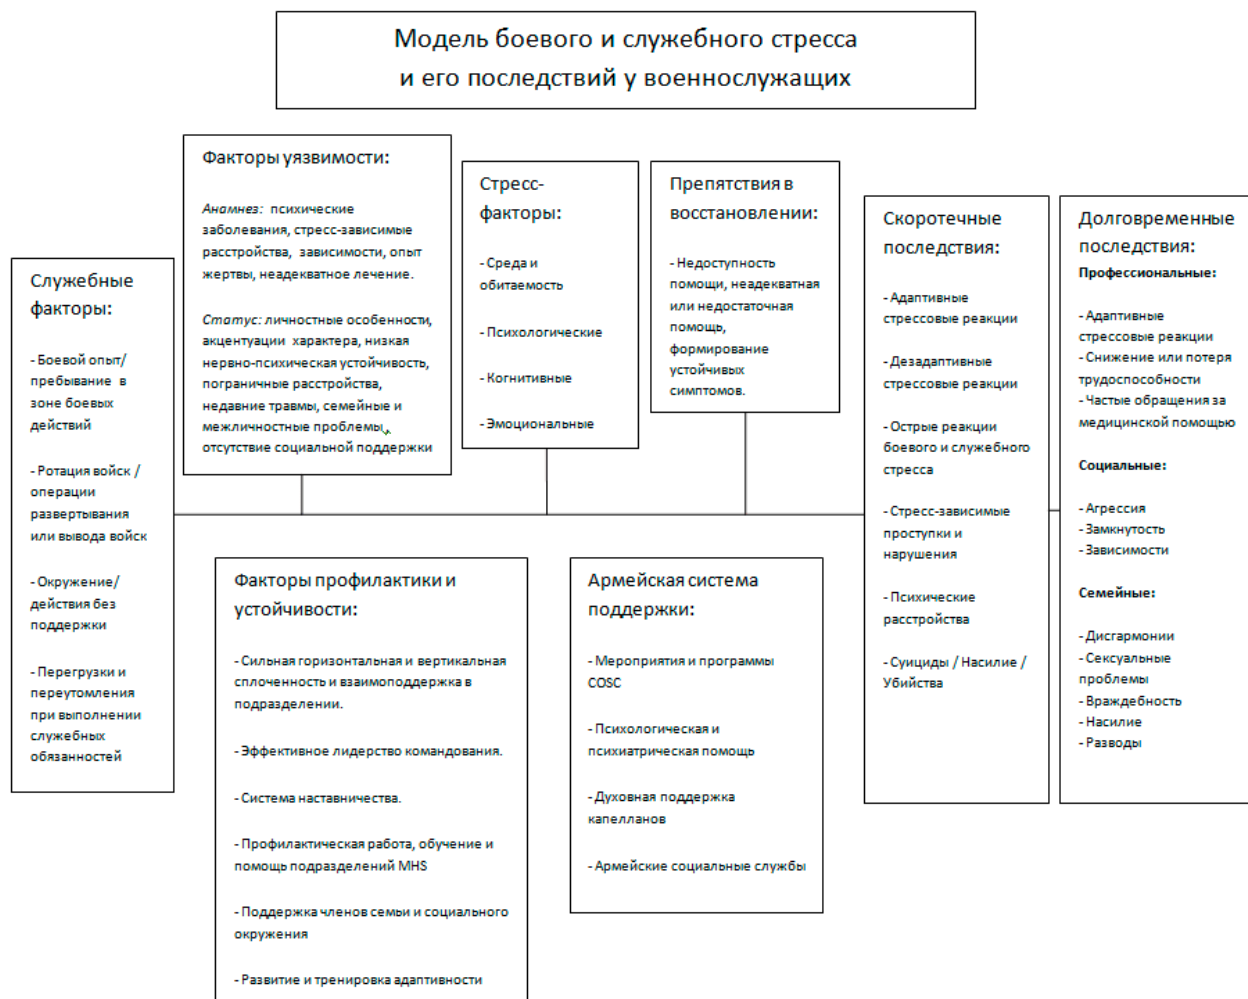 Модель боевого и служебного стресса
и его последствий у военнослужащих
Служебные
факторы:
- Боевой опыт/
пребывание в
зоне боевых
действий
- Ротация войск /
операции
развертывания
или вывода войск
- Окружение/
действия без
поддержки
- Перегрузки и
переутомления
при выполнении
служебных
обязанностей
Факторы уязвимости:
Анамнез: психические
заболевания, стресс-зависимые
расстройства, зависимости, опыт
жертвы, неадекватное лечение.
Статус: личностные особенности,
акцентуации характера, низкая
нервно-психическая устойчивость,
пограничные расстройства,
недавние травмы, семейные и
межличностные проблемы,
отсутствие социальной поддержки
Стресс-
факторы:
- Среда и
обитаемость
- Психологические
- Когнитивные
- Эмоциональные
Препятствия в
восстановлении:
- Недоступность
помощи, неадекватная
или недостаточная
помощь,
формирование
устойчивых
симптомов.
Факторы профилактики и
устойчивости:
- Сильная горизонтальная и вертикальная
сплоченность и взаимоподдержка в
подразделении.
- Эффективное лидерство командования.
- Система наставничества.
- Профилактическая работа, обучение и
помощь подразделений MHS
- Поддержка членов семьи и социального
окружения
- Развитие и тренировка адаптивности
Армейская система
поддержки:
- Мероприятия и программы
COSC
- Психологическая и
психиатрическая помощь
- Духовная поддержка
капелланов
- Армейские социальные службы
Скоротечные
последствия:
- Адаптивные
стрессовые реакции
- Дезадаптивные
стрессовые реакции
- Острые реакции
боевого и служебного
стресса
- Стресс-зависимые
проступки и
нарушения
- Психические
расстройства
- Суициды / Насилие /
Убийства
Долговременные
последствия:
Профессиональные:
- Адаптивные
стрессовые реакции
- Снижение или потеря
трудоспособности
- Частые обращения за
медицинской помощью
Социальные:
- Агрессия
- Замкнутость
- Зависимости
Семейные:
- Дисгармонии
- Сексуальные
проблемы
- Враждебность
- Насилие
- Разводы